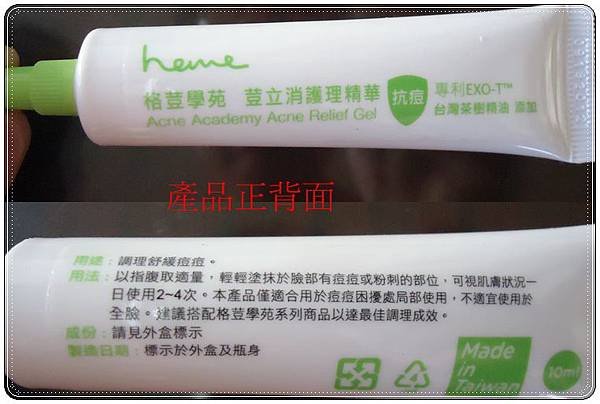 heme
格荳學苑 荳立消護理精華
Acne Academy Acne Relief Gel
抗痘
專利EXO-T™
台灣茶樹精油 添加
產品正背面
用途：調理舒緩痘痘。
用法：以指腹取適量，輕輕塗抹於臉部有痘痘或粉刺的部位，可視肌膚狀況一
日使用2~4次。本產品僅適合用於痘痘困擾處局部使用，不適宜使用於
全臉。建議搭配格荳學苑系列商品以達最佳調理成效。
成份：請見外盒標示
製造日期：標示於外盒及瓶身
Made
in
Taiwan
10ml